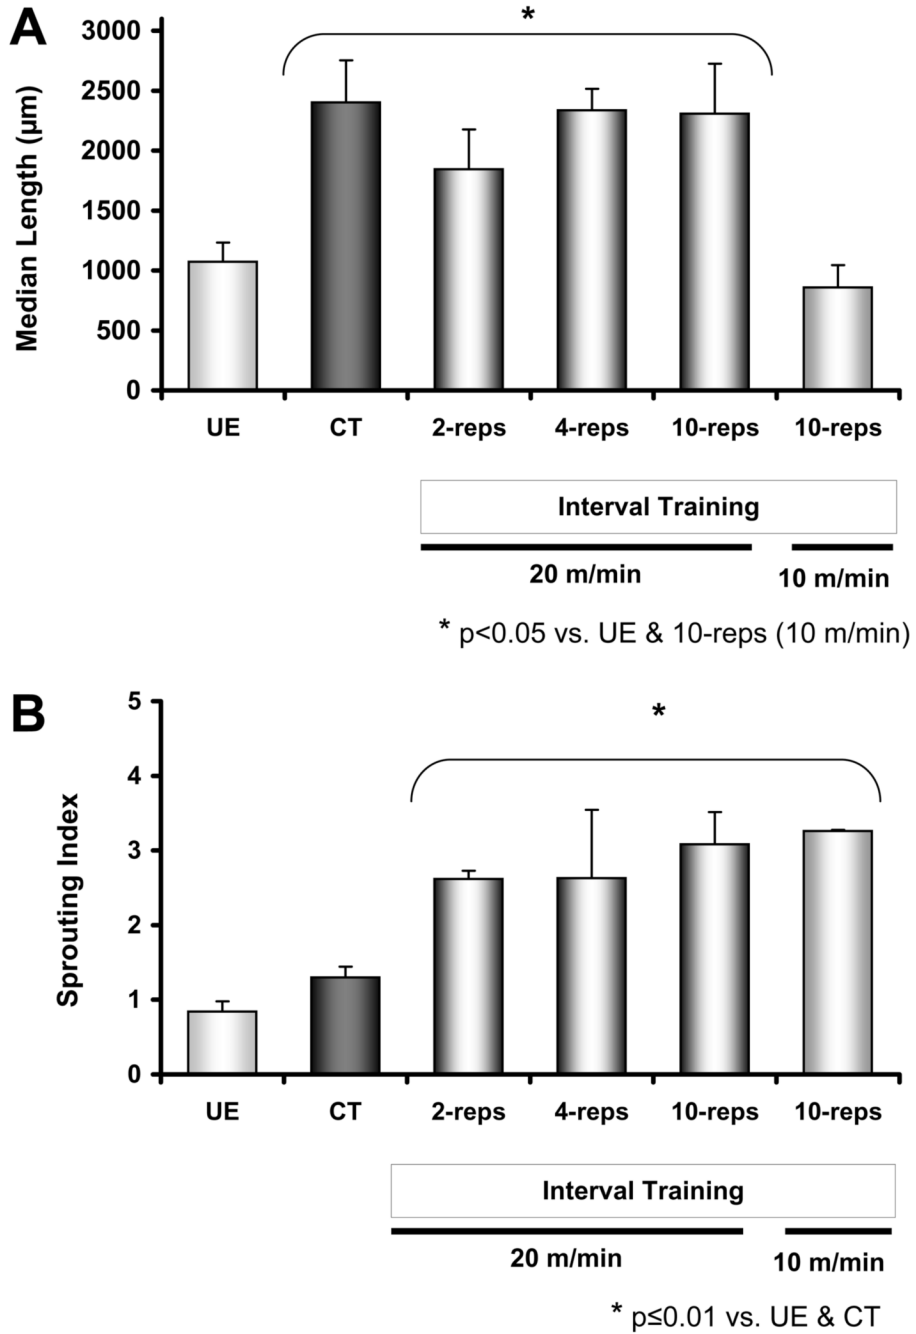 A
*
3000
2500
2000
1500
1000
500
0
Median Length (µm)
UE CT 2-reps 4-reps 10-reps 10-reps
Interval Training
20 m/min 10 m/min
* p<0.05 vs. UE & 10-reps (10 m/min)
B
*
5
4
3
2
1
0
Sprouting Index
UE CT 2-reps 4-reps 10-reps 10-reps
Interval Training
20 m/min 10 m/min
* p≤0.01 vs. UE & CT